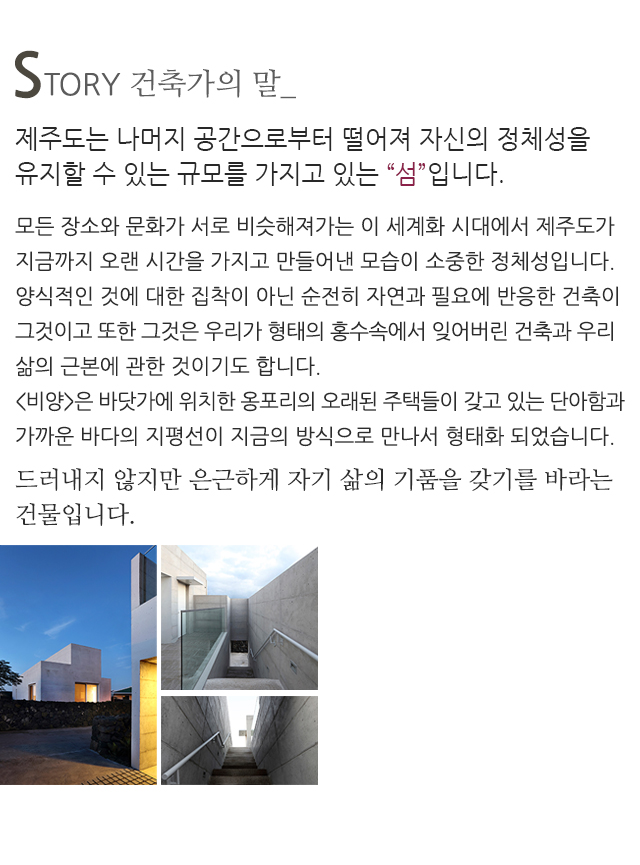 STORY 건축가의 말_
제주도는 나머지 공간으로부터 떨어져 자신의 정체성을
유지할 수 있는 규모를 가지고 있는 “섬”입니다.
모든 장소와 문화가 서로 비슷해져가는 이 세계화 시대에서 제주도가
지금까지 오랜 시간을 가지고 만들어낸 모습이 소중한 정체성입니다.
양식적인 것에 대한 집착이 아닌 순전히 자연과 필요에 반응한 건축이
그것이고 또한 그것은 우리가 형태의 홍수속에서 잊어버린 건축과 우리
삶의 근본에 관한 것이기도 합니다.
<비양>은 바닷가에 위치한 옹포리의 오래된 주택들이 갖고 있는 단아함과
가까운 바다의 지평선이 지금의 방식으로 만나서 형태화 되었습니다.
드러내지 않지만 은근하게 자기 삶의 기품을 갖기를 바라는
건물입니다.